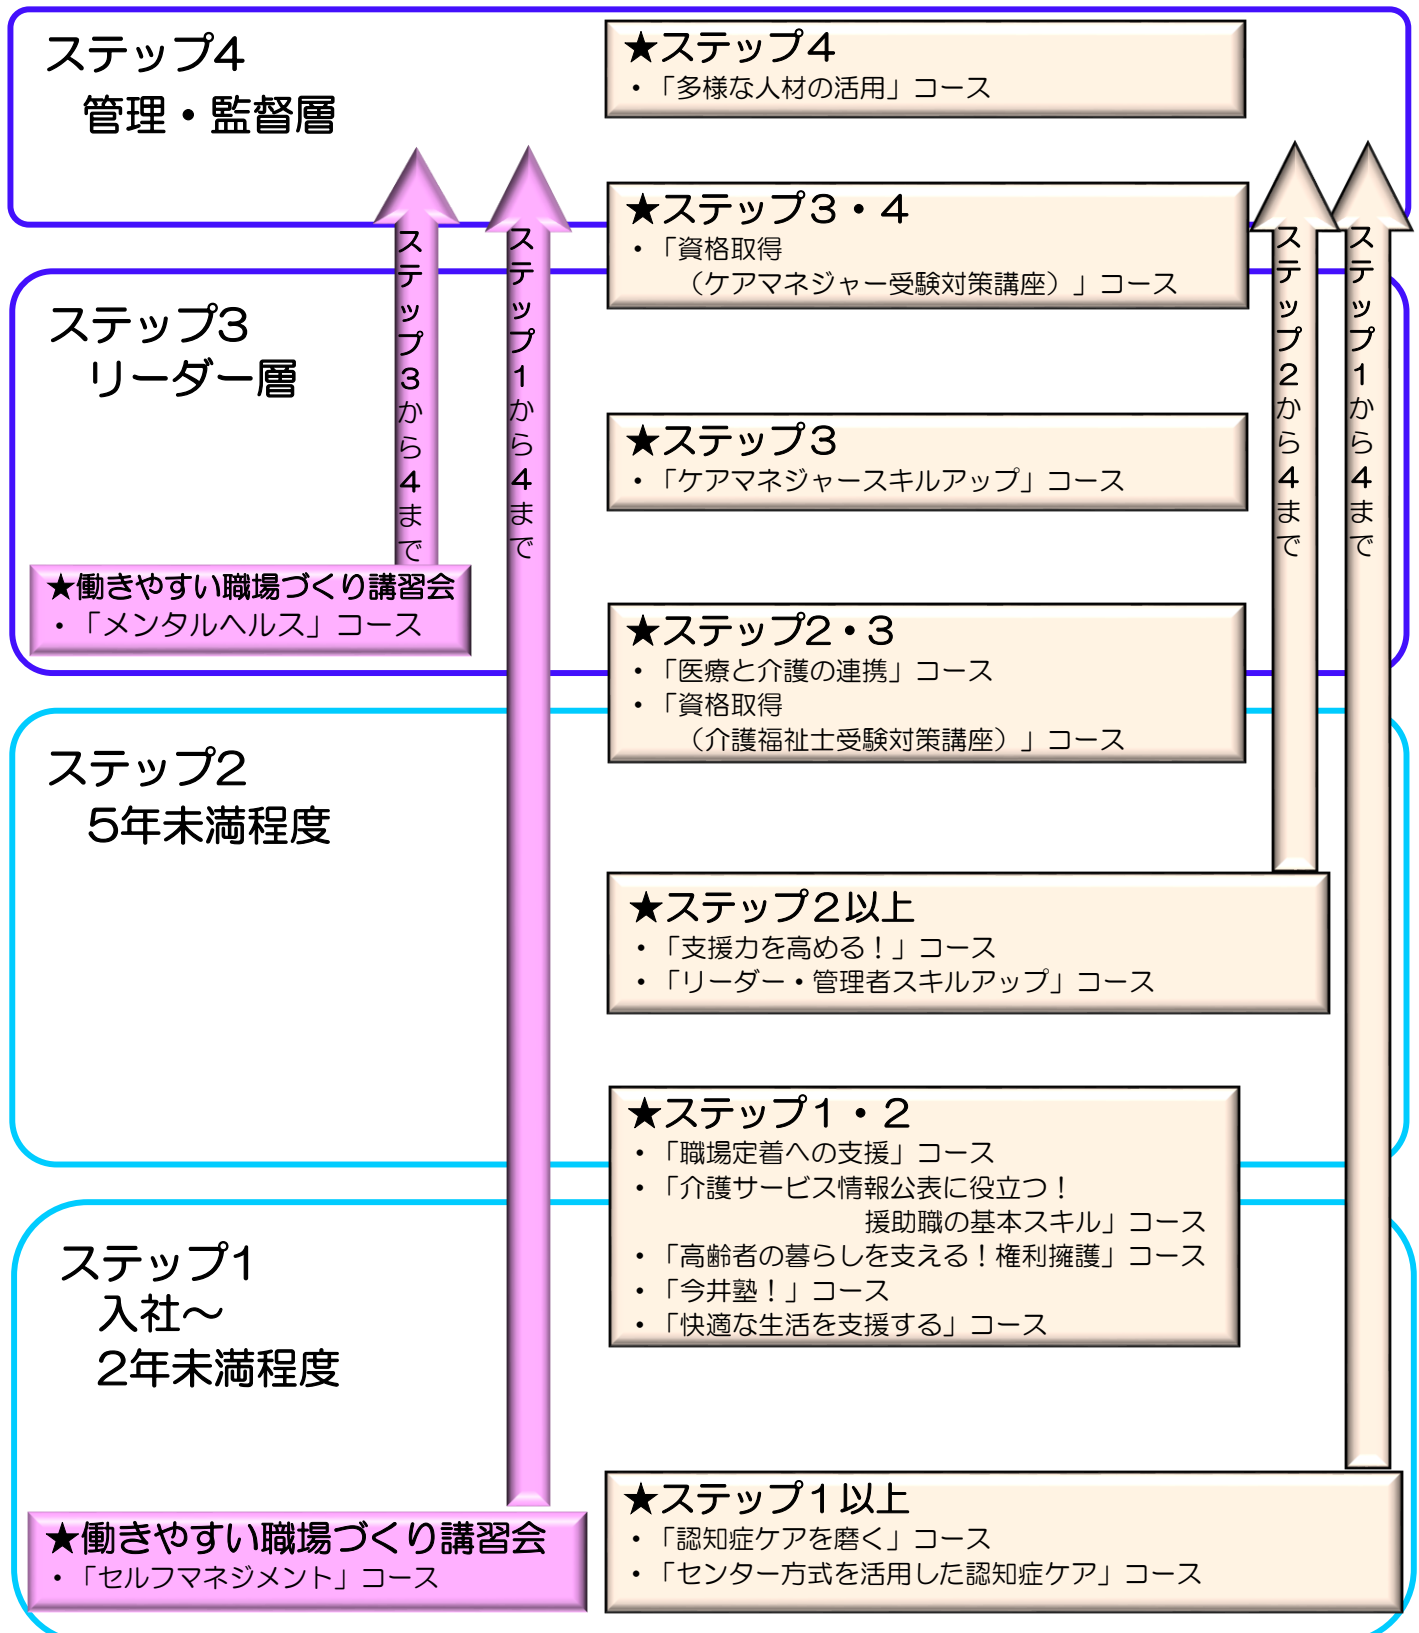 ステップ4
管理・監督層
★ステップ4
・「多様な人材の活用」コース
★ステップ３・４
・「資格取得
（ケアマネジャー受験対策講座）」コース
ステップ３から４まで
ステップ１から４まで
ステップ２から４まで
ステップ１から４まで
ステップ3
リーダー層
★ステップ３
・「ケアマネジャースキルアップ」コース
★働きやすい職場づくり講習会
・「メンタルヘルス」コース
★ステップ2・３
・「医療と介護の連携」コース
・「資格取得
（介護福祉士受験対策講座）」コース
ステップ2
5年未満程度
★ステップ２以上
・「支援力を高める！」コース
・「リーダー・管理者スキルアップ」コース
★ステップ１・２
・「職場定着への支援」コース
・「介護サービス情報公表に役立つ！
援助職の基本スキル」コース
・「高齢者の暮らしを支える！権利擁護」コース
・「今井塾！」コース
・「快適な生活を支援する」コース
ステップ1
入社～
2年未満程度
★働きやすい職場づくり講習会
・「セルフマネジメント」コース
★ステップ１以上
・「認知症ケアを磨く」コース
・「センター方式を活用した認知症ケア」コース